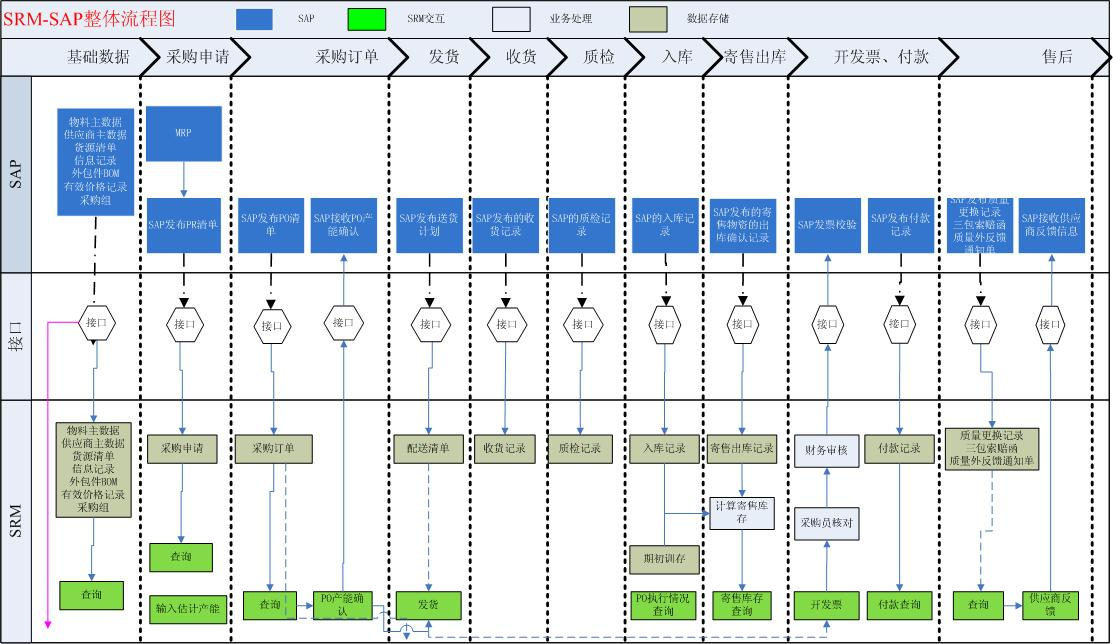 SRM-SAP整体流程图
SAP
SRM交互
业务处理
数据存储
基础数据
采购申请
采购订单
发货
收货
质检
入库
寄售出库
开发票、付款
售后
SAP
物料主数据
供应商主数据
货源清单
信息记录
外包件BOM
有效价格记录
采购组
MRP
SAP发布PR清单
SAP发布PO清
单
SAP接收PO产
能确认
SAP发布送货
计划
SAP发布的收
货记录
SAP的质检记
录
SAP的入库记
录
SAP发布的寄
售物资的出
库确认记录
SAP发票校验
SAP发布付款
记录
SAP发布质量
更换记录
三包索赔函
质量外反馈
通知单
SAP接收供应
商反馈信息
接口
接口
接口
接口
接口
接口
接口
接口
接口
接口
接口
接口
接口
接口
SRM
物料主数据
供应商主数据
货源清单
信息记录
外包件BOM
有效价格记录
采购组
采购申请
采购订单
配送清单
收货记录
质检记录
入库记录
寄售出库记录
财务审核
付款记录
质量更换记录
三包索赔函
质量外反馈通知单
计算寄售库
存
采购员核对
查询
期初训存
查询
输入估计产能
查询
PO产能确
认
发货
PO执行情况
查询
寄售库存
查询
开发票
付款查询
查询
供应商反
馈